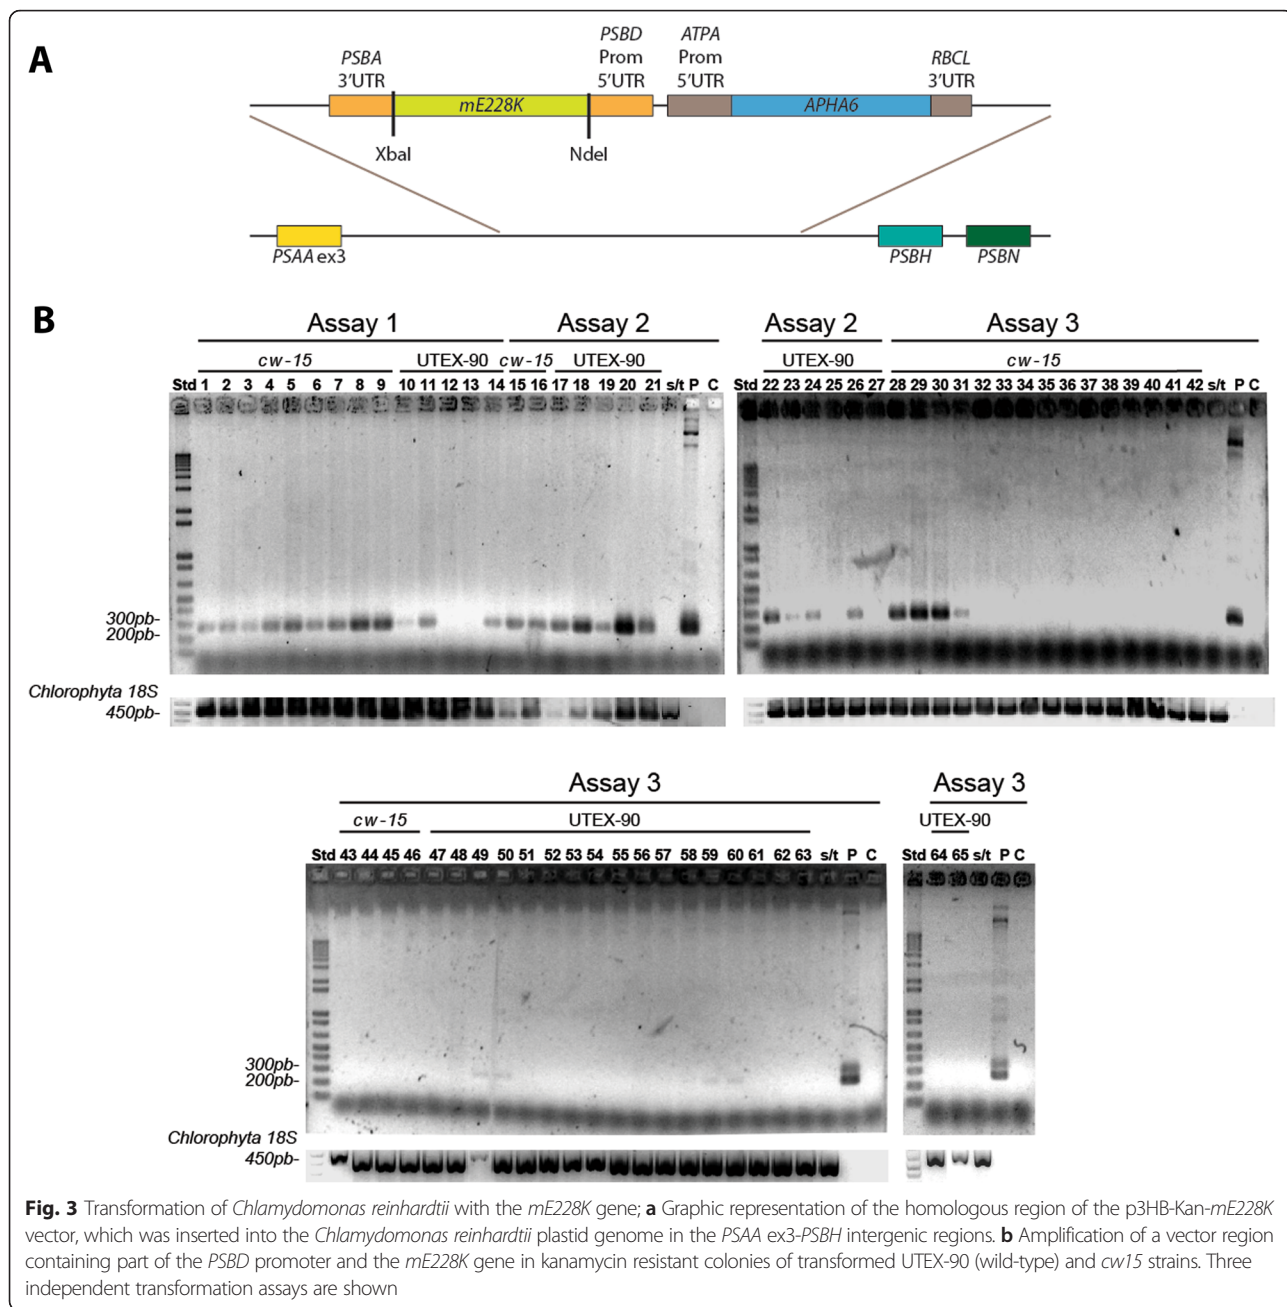 A
PSBA
3'UTR
PSBD
Prom
5'UTR
ATPA
Prom
5'UTR
RBCL
3'UTR
mE228K
APHA6
XbaI
NdeI
PSAA ex3
PSBH
PSBN
B
Assay 1
Assay 2
cw-15
UTEX-90
cw-15
UTEX-90
Std 1 2 3 4 5 6 7 8 9 10 11 12 13 14 15 16 17 18 19 20 21 s/t P C
300pb-
200pb-
Chlorophyta 18S
450pb-
Assay 2
Assay 3
UTEX-90
cw-15
Std 22 23 24 25 26 27 28 29 30 31 32 33 34 35 36 37 38 39 40 41 42 s/t P C
Assay 3
cw-15
UTEX-90
Std 43 44 45 46 47 48 49 50 51 52 53 54 55 56 57 58 59 60 61 62 63 s/t P C
300pb-
200pb-
Chlorophyta 18S
450pb-
Assay 3
UTEX-90
Std 64 65 s/t P C
Fig. 3 Transformation of Chlamydomonas reinhardtii with the mE228K gene; a Graphic representation of the homologous region of the p3HB-Kan-mE228K
vector, which was inserted into the Chlamydomonas reinhardtii plastid genome in the PSAA ex3-PSBH intergenic regions. b Amplification of a vector region
containing part of the PSBD promoter and the mE228K gene in kanamycin resistant colonies of transformed UTEX-90 (wild-type) and cw15 strains. Three
independent transformation assays are shown